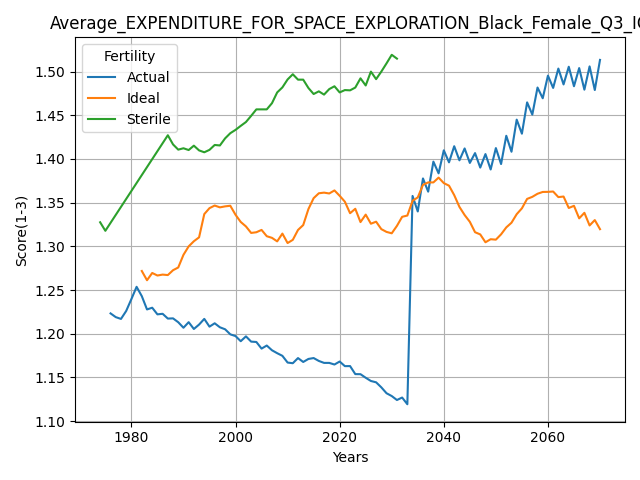 Average_EXPENDITURE_FOR_SPACE_EXPLORATION_Black_Female_Q3_IC
Fertility
Actual
Ideal
Sterile
Score(1-3)
1.50
1.45
1.40
1.35
1.30
1.25
1.20
1.15
1.10
1980
2000
2020
2040
2060
Years